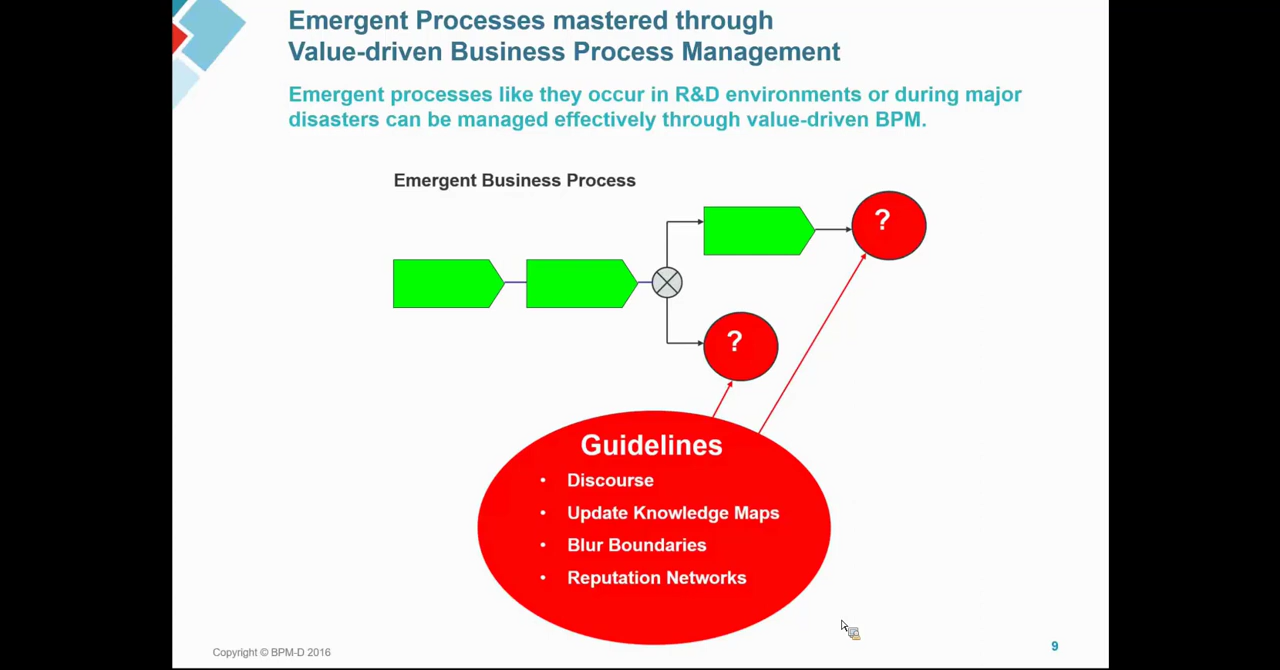 Emergent Processes mastered through
Value-driven Business Process Management
Emergent processes like they occur in R&D environments or during major
disasters can be managed effectively through value-driven BPM.
Emergent Business Process
?
?
Guidelines
• Discourse
• Update Knowledge Maps
• Blur Boundaries
• Reputation Networks
Copyright © BPM-D 2016
9